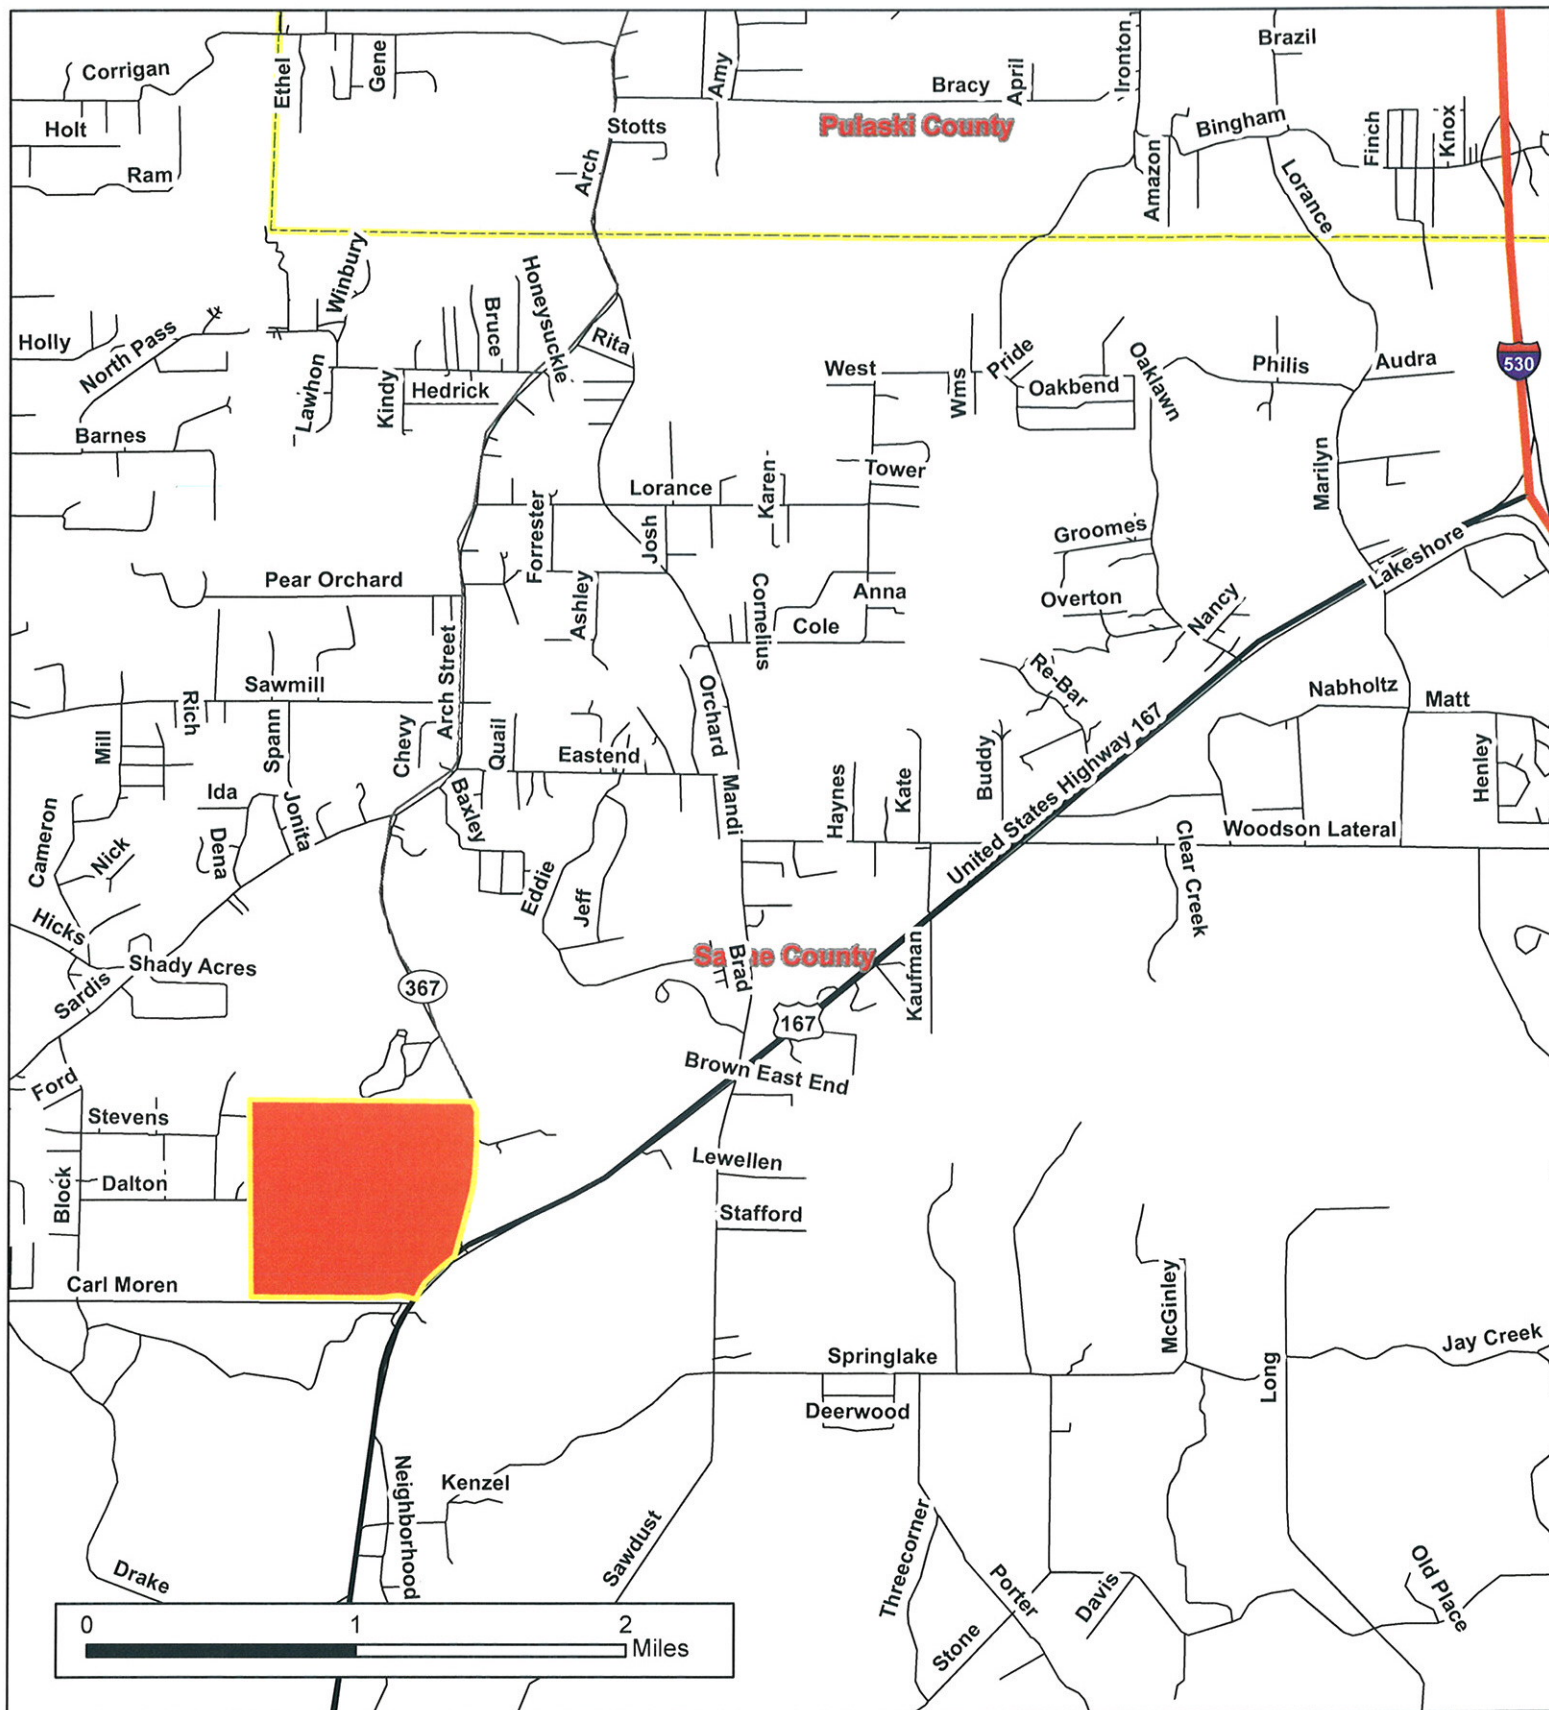 Corrigan
Ethel
Gene
Amy
Bracy
April
Ironton
Brazil
Holt
Stotts
Pulaski County
Bingham
Finch
Knox
Ram
Arch
Amazon
Lorance
Winbury
Honeysuckle
Bruce
Rita
Holly
North Pass
Lawhon
Kindy
Hedrick
West
Wms
Pride
Oakbend
Oaklawn
Philis
Audra
530
Barnes
Tower
Marilyn
Lorance
Karen
Forrester
Josh
Groomes
Lakeshore
Pear Orchard
Ashley
Cornelius
Anna
Cole
Overton
Nancy
Arch Street
Re-Bar
Sawmill
Rich
Orchard
Nabholtz
Matt
Mill
Spann
Chevy
Quail
Eastend
Buddy
United States Highway 167
Henley
Ida
Jonita
Baxley
Mandi
Haynes
Kate
Woodson Lateral
Cameron
Nick
Dena
Eddie
Jeff
Clear Creek
Hicks
Shady Acres
Sardis
367
Saline County
Brad
Kaufman
167
Brown East End
Ford
Stevens
Block
Dalton
Lewellen
Stafford
Carl Moren
McGinley
Springlake
Long
Jay Creek
Deerwood
Neighborhood
Kenzel
Sawdust
Threecorner
Porter
Davis
Old Place
Drake
Stone
0 1 2
Miles